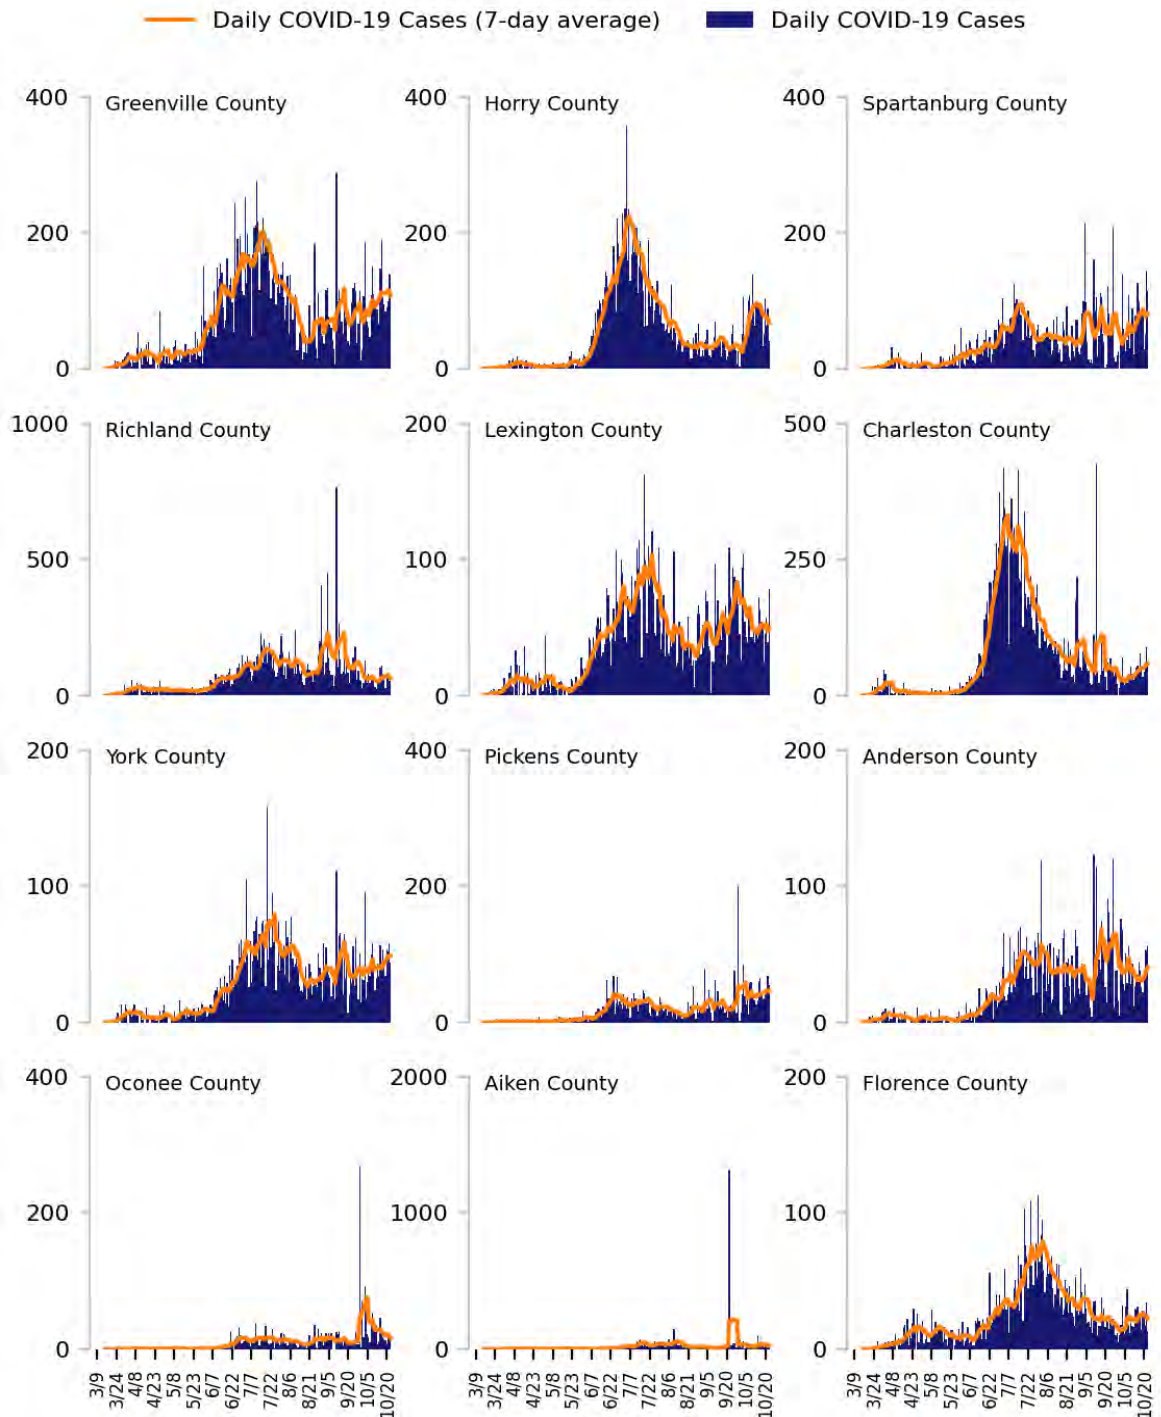 Daily COVID-19 Cases (7-day average) Daily COVID-19 Cases
400 Greenville County 400 Horry County 400 Spartanburg County
200 200 200
0 0 0
1000 Richland County 200 Lexington County 500 Charleston County
500 100 250
0 0 0
200 York County 400 Pickens County 200 Anderson County
100 200 100
0 0 0
400 Oconee County 2000 Aiken County 200 Florence County
200 1000 100
0 0 0
3/9 3/24 4/8 4/23 5/8 5/23 6/7 6/22 7/7 7/22 8/6 8/21 9/5 9/20 10/5 10/20 3/9 3/24 4/8 4/23 5/8 5/23 6/7 6/22 7/7 7/22 8/6 8/21 9/5 9/20 10/5 10/20 3/9 3/24 4/8 4/23 5/8 5/23 6/7 6/22 7/7 7/22 8/6 8/21 9/5 9/20 10/5 10/20